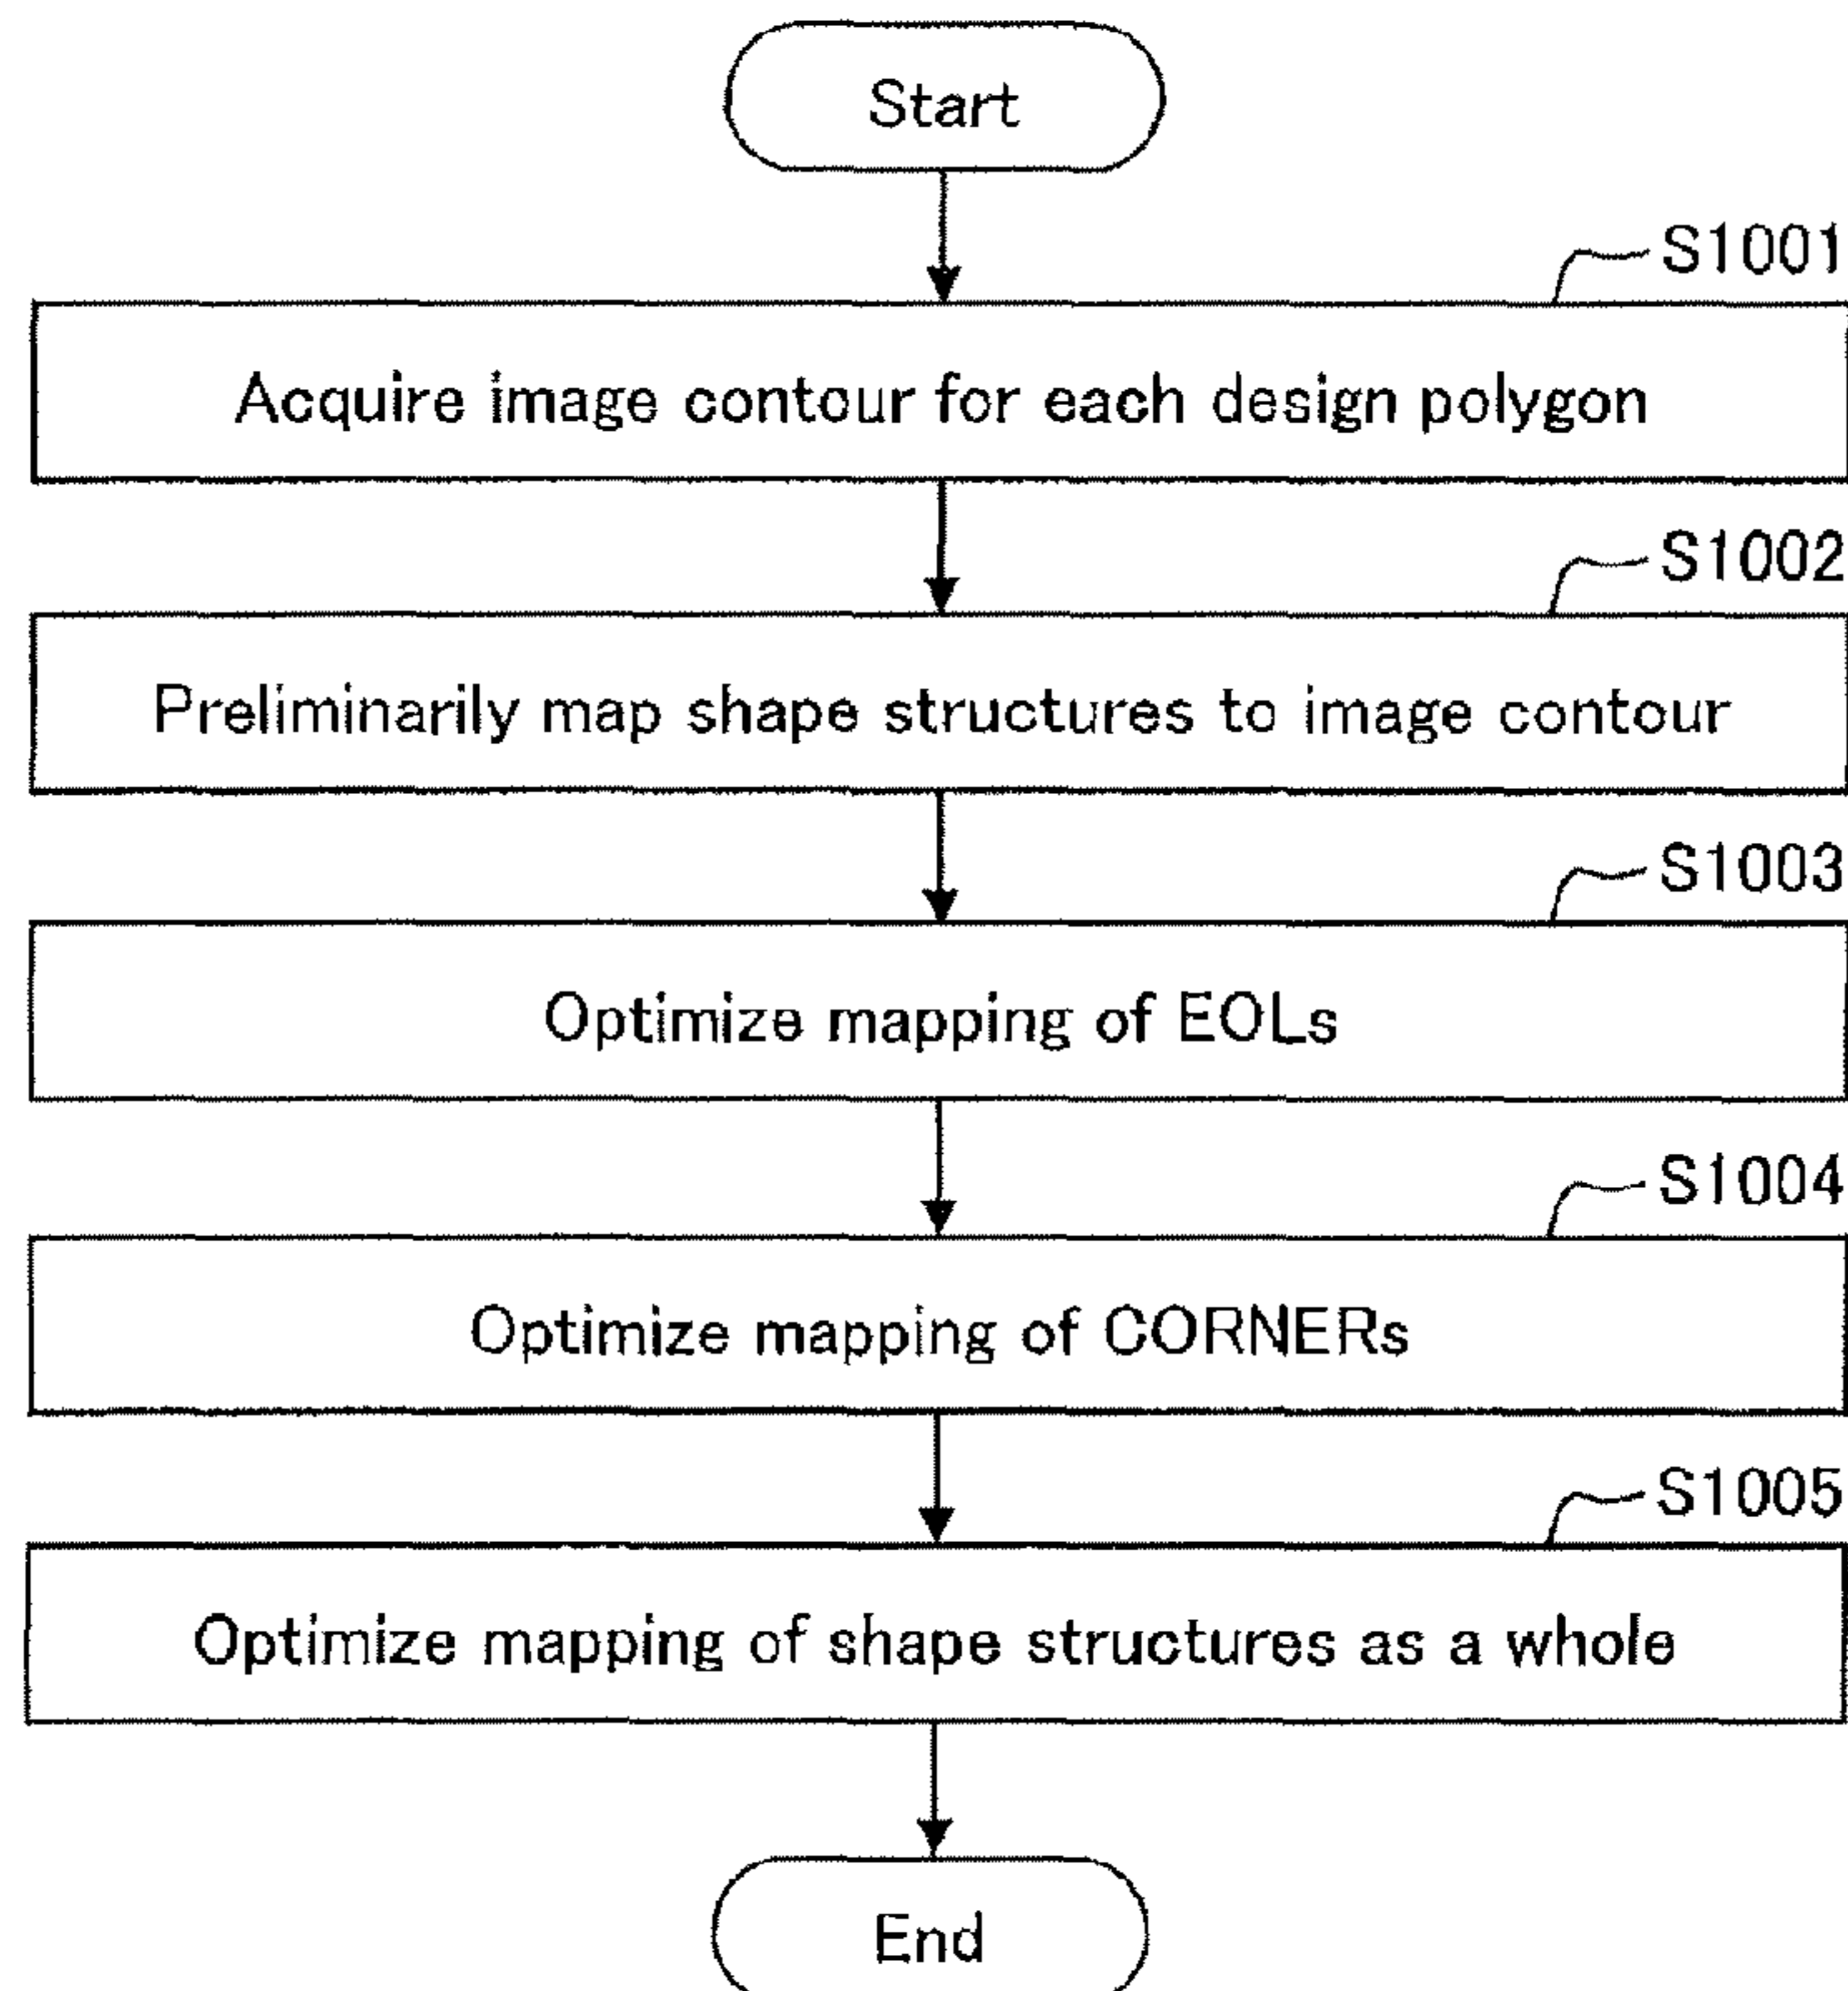 Start
S1001
Acquire image contour for each design polygon
S1002
Preliminarily map shape structures to image contour
S1003
Optimize mapping of EOLs
S1004
Optimize mapping of CORNERs
S1005
Optimize mapping of shape structures as a whole
End